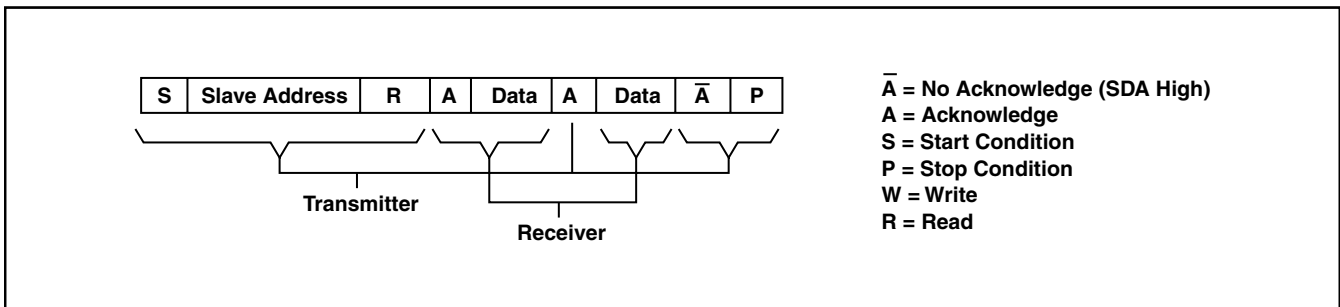 S Slave Address R A Data A Data A̅ P
Transmitter
Receiver
A̅ = No Acknowledge (SDA High)
A = Acknowledge
S = Start Condition
P = Stop Condition
W = Write
R = Read